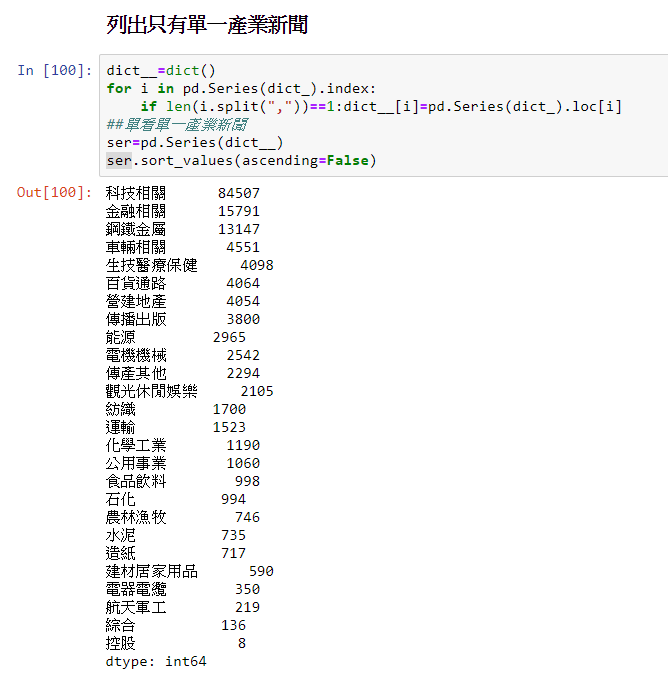 列出只有單一產業新聞
In [100]: dict__=dict()
for i in pd.Series(dict_).index:
    if len(i.split(","))==1:dict__[i]=pd.Series(dict_).loc[i]
##單看單一產業新聞
ser=pd.Series(dict__)
ser.sort_values(ascending=False)
Out[100]: 科技相關 84507
金融相關 15791
鋼鐵金屬 13147
車輛相關 4551
生技醫療保健 4098
百貨通路 4064
營建地產 4054
傳播出版 3800
能源 2965
電機機械 2542
傳產其他 2294
觀光休閒娛樂 2105
紡織 1700
運輸 1523
化學工業 1190
公用事業 1060
食品飲料 998
石化 994
農林漁牧 746
水泥 735
造紙 717
建材居家用品 590
電器電纜 350
航天軍工 219
綜合 136
控股 8
dtype: int64